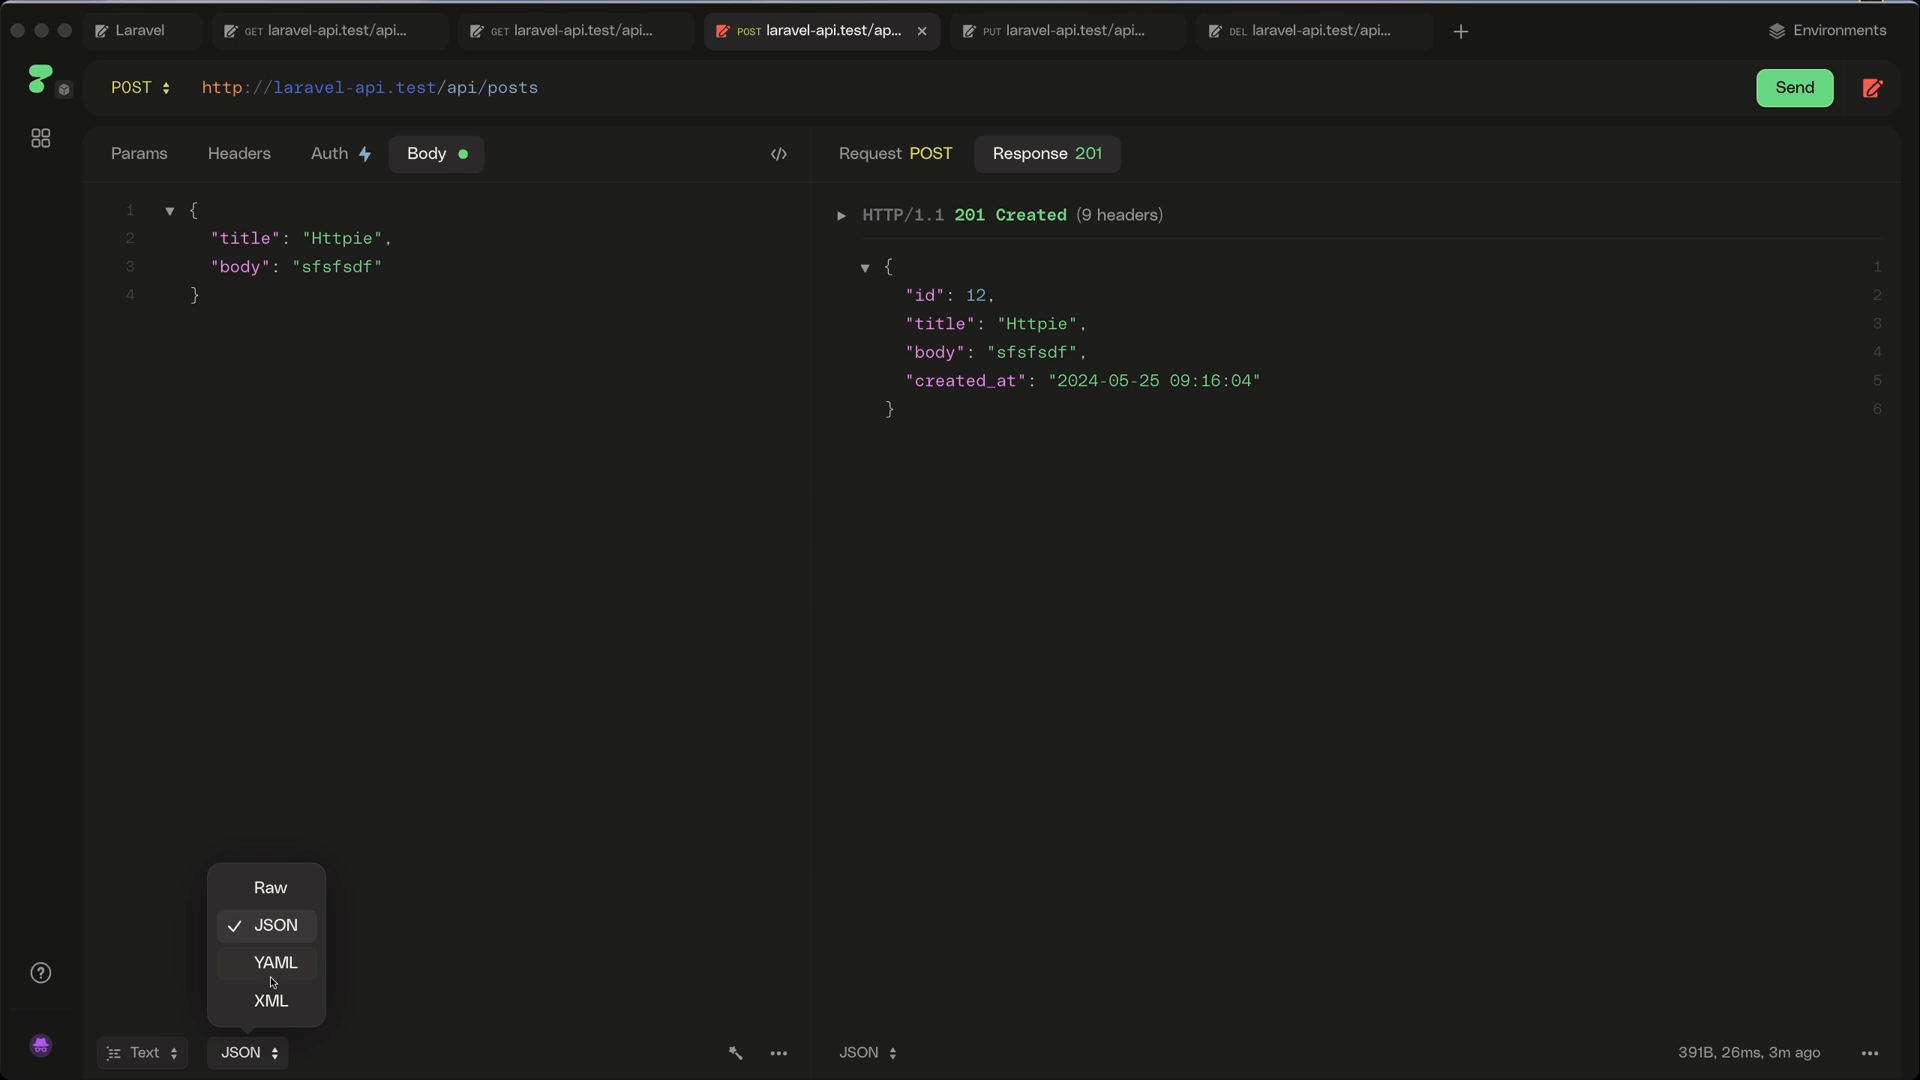 Laravel
GET laravel-api.test/api...
GET laravel-api.test/api...
POST laravel-api.test/ap...
PUT laravel-api.test/api...
DEL laravel-api.test/api...
Environments
POST http://laravel-api.test/api/posts
Send
Params Headers Auth Body
</>
Request POST Response 201
1 {
2 "title": "Httpie",
3 "body": "sfsfsdf"
4 }
HTTP/1.1 201 Created (9 headers)
{ 1
"id": 12, 2
"title": "Httpie", 3
"body": "sfsfsdf", 4
"created_at": "2024-05-25 09:16:04" 5
} 6
Raw
JSON
YAML
XML
Text JSON
JSON
391B, 26ms, 3m ago